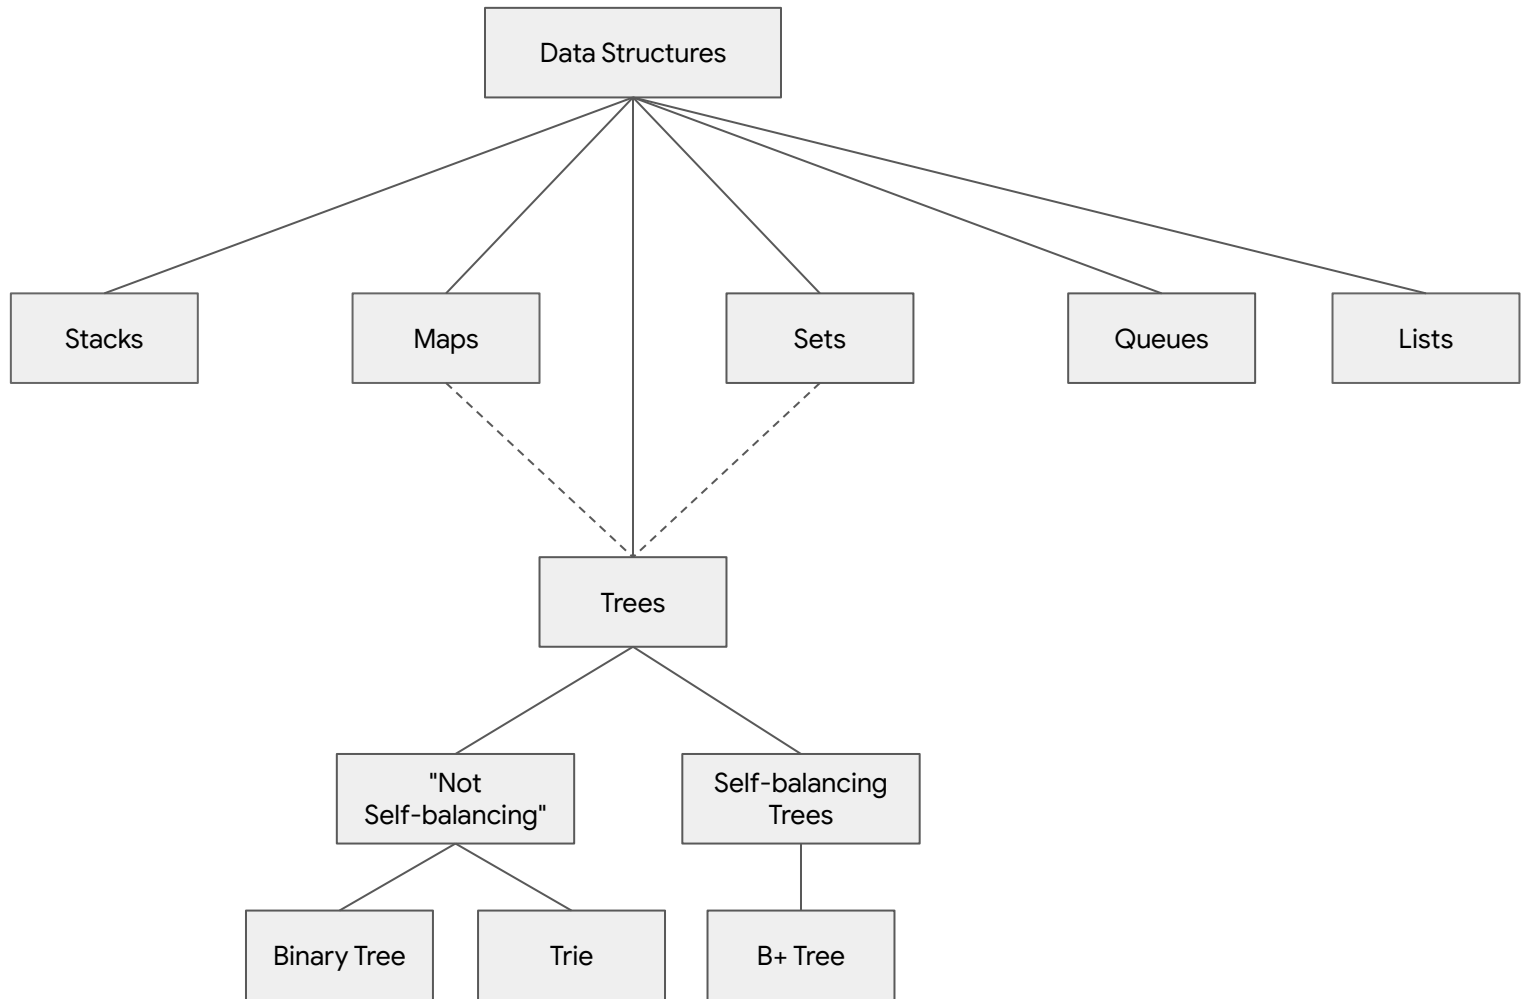 Data Structures
Stacks
Maps
Sets
Queues
Lists
Trees
"Not
Self-balancing"
Self-balancing
Trees
Binary Tree
Trie
B+ Tree